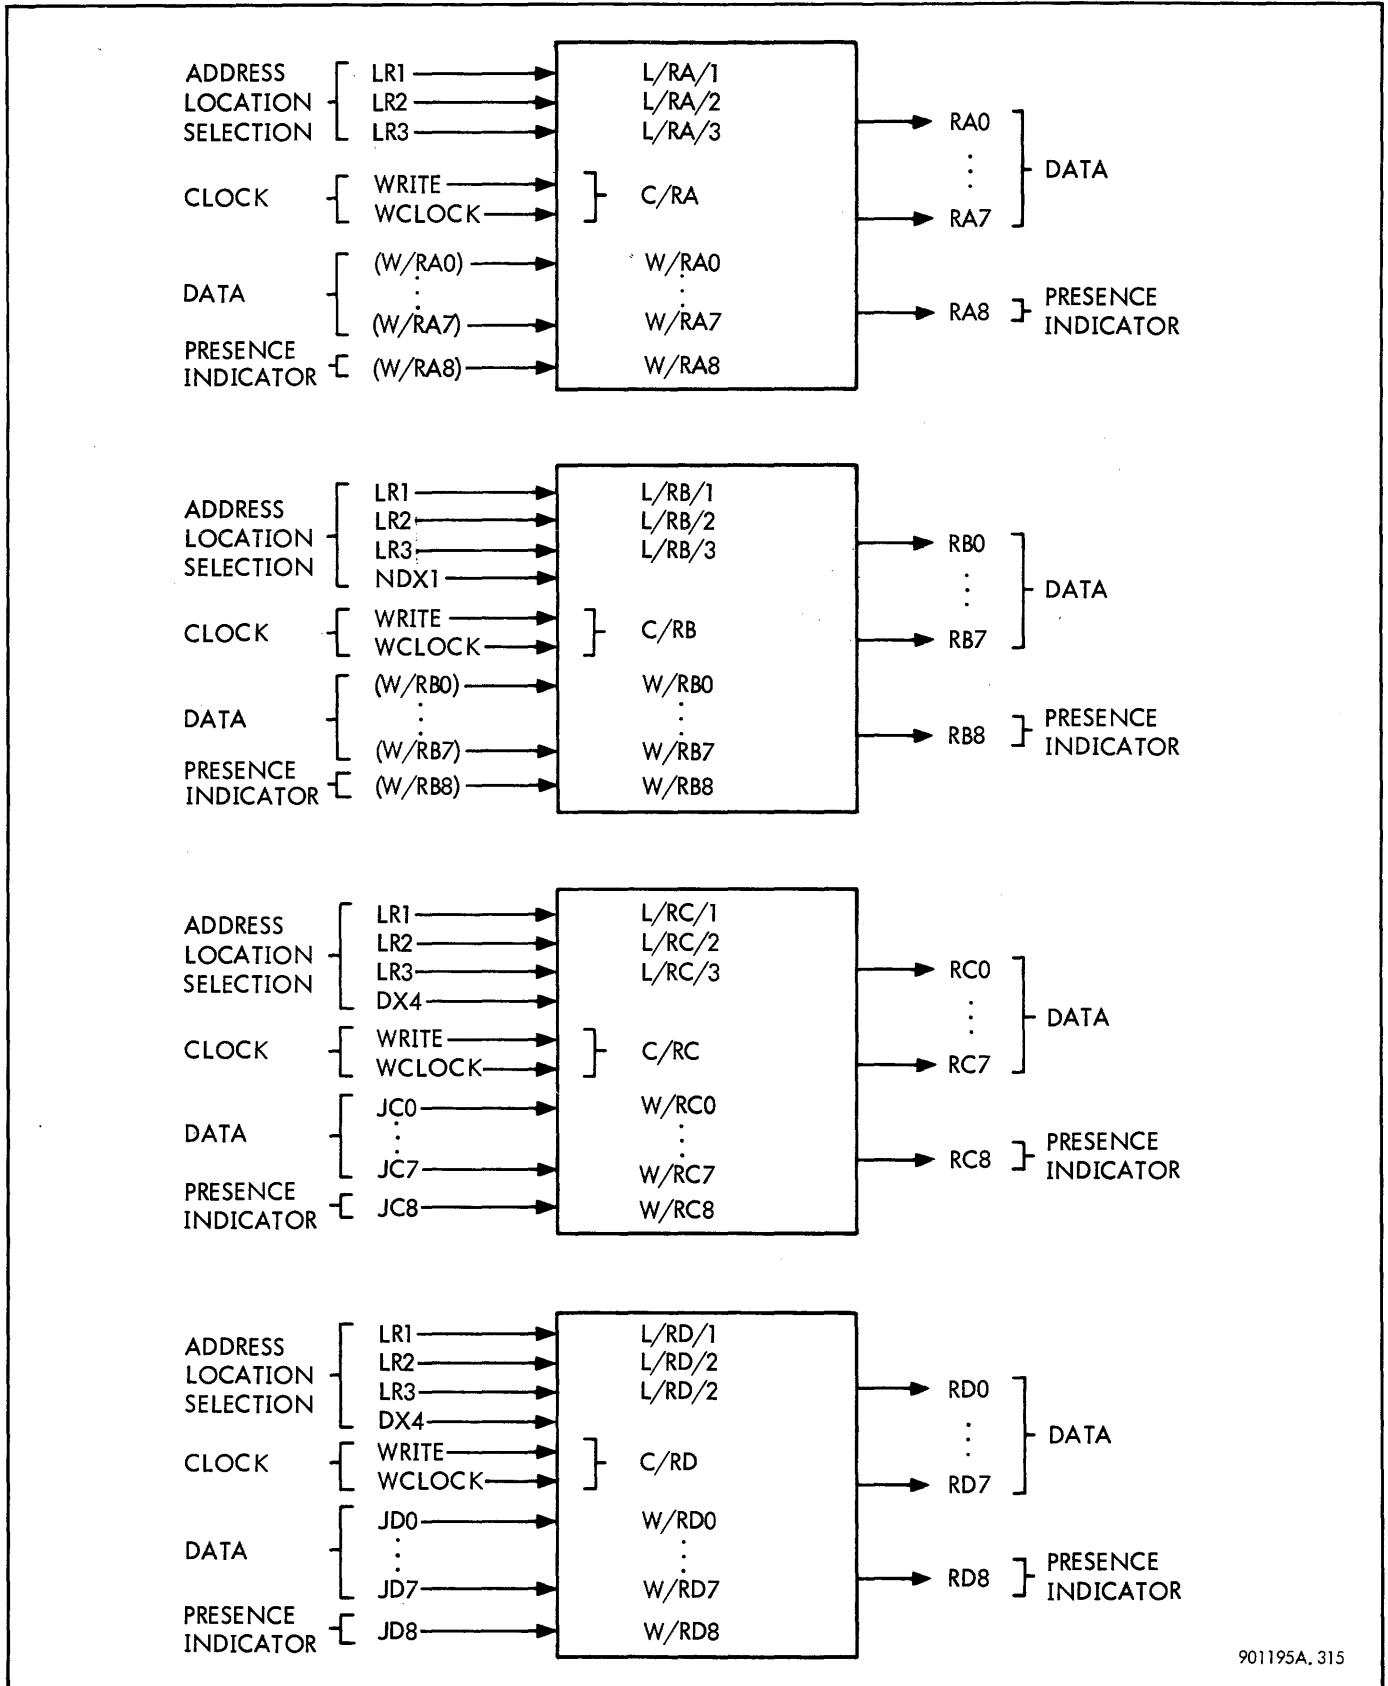 ADDRESS LOCATION SELECTION
LR1 L/RA/1
LR2 L/RA/2
LR3 L/RA/3
CLOCK
WRITE
WCLOCK
C/RA
DATA
(W/RA0) W/RA0
(W/RA7) W/RA7
PRESENCE INDICATOR
(W/RA8) W/RA8
RA0
RA7
DATA
RA8
PRESENCE INDICATOR
ADDRESS LOCATION SELECTION
LR1 L/RB/1
LR2 L/RB/2
LR3 L/RB/3
NDX1
CLOCK
WRITE
WCLOCK
C/RB
DATA
(W/RB0) W/RB0
(W/RB7) W/RB7
PRESENCE INDICATOR
(W/RB8) W/RB8
RB0
RB7
DATA
RB8
PRESENCE INDICATOR
ADDRESS LOCATION SELECTION
LR1 L/RC/1
LR2 L/RC/2
LR3 L/RC/3
DX4
CLOCK
WRITE
WCLOCK
C/RC
DATA
JC0 W/RC0
JC7 W/RC7
PRESENCE INDICATOR
JC8 W/RC8
RC0
RC7
DATA
RC8
PRESENCE INDICATOR
ADDRESS LOCATION SELECTION
LR1 L/RD/1
LR2 L/RD/2
LR3 L/RD/2
DX4
CLOCK
WRITE
WCLOCK
C/RD
DATA
JD0 W/RD0
JD7 W/RD7
PRESENCE INDICATOR
JD8 W/RD8
RD0
RD7
DATA
RD8
PRESENCE INDICATOR
901195A. 315